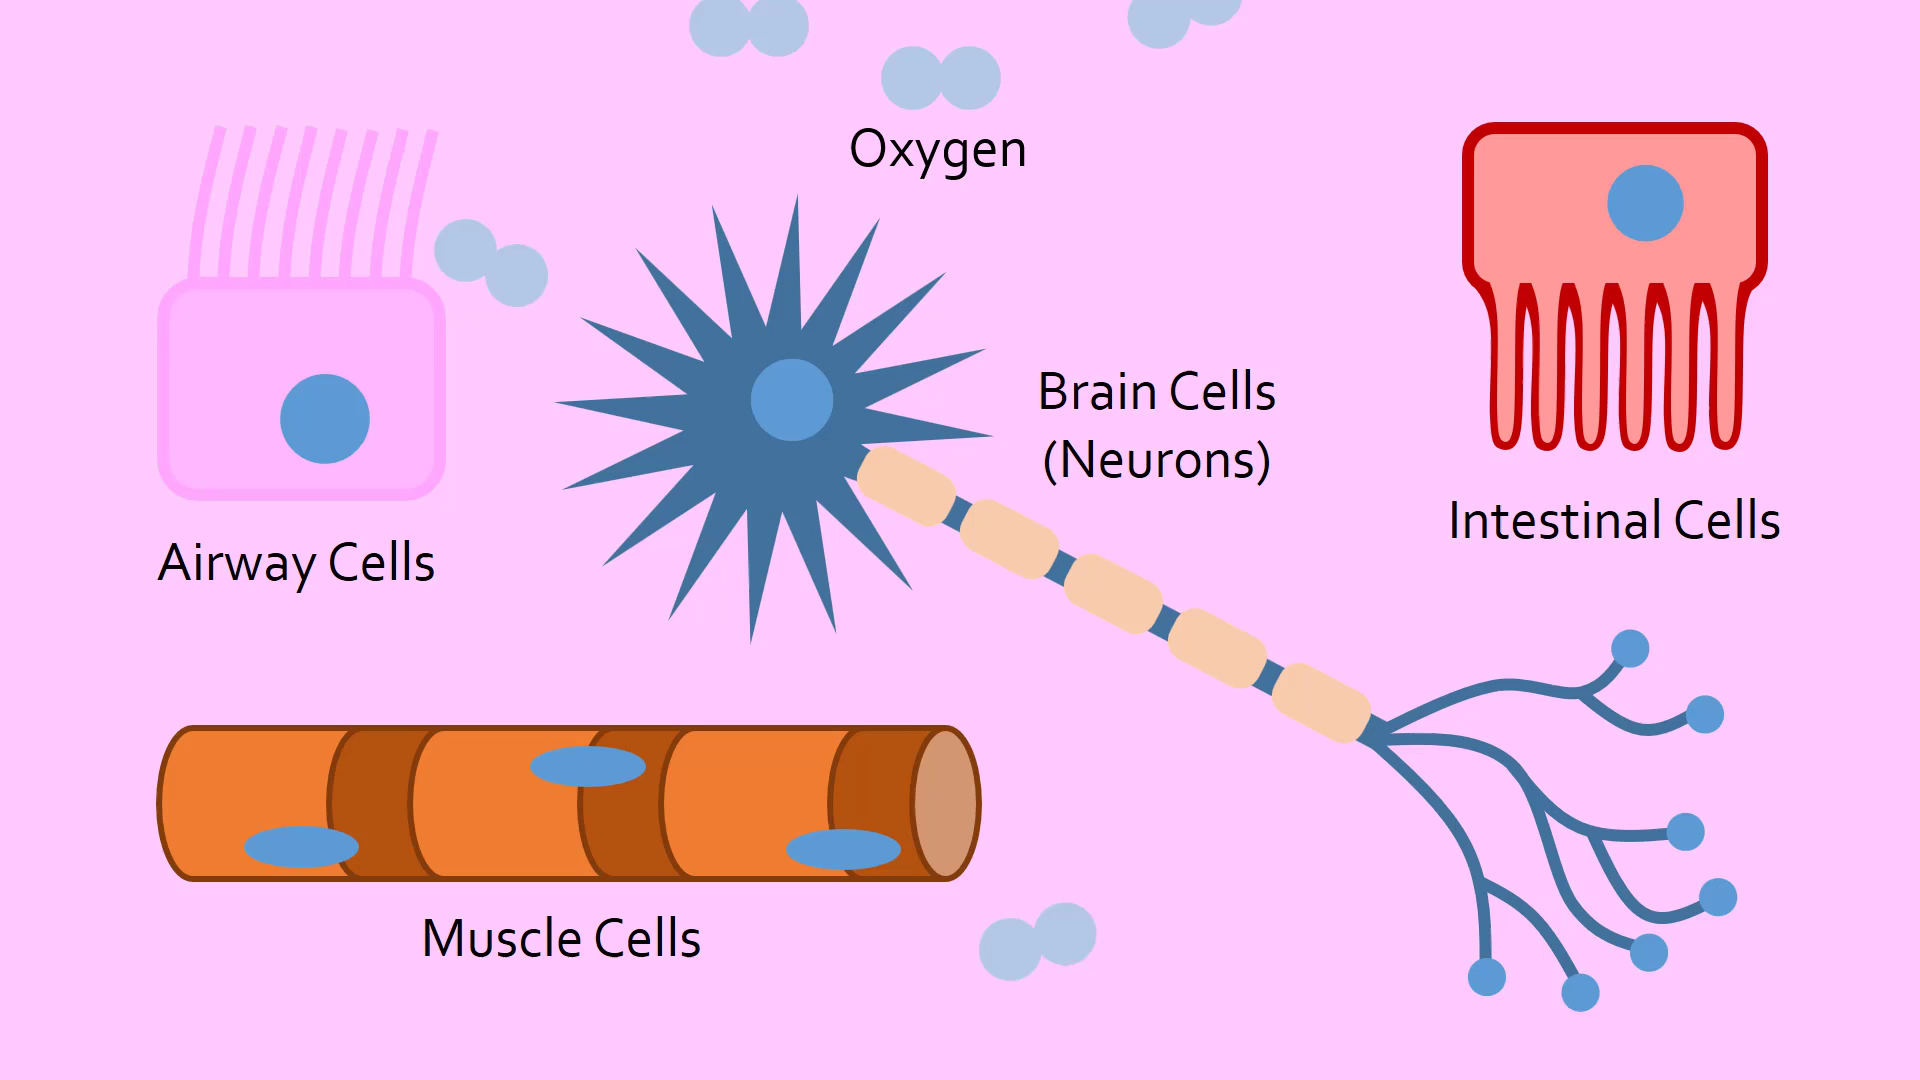 Oxygen
Brain Cells
(Neurons)
Intestinal Cells
Airway Cells
Muscle Cells